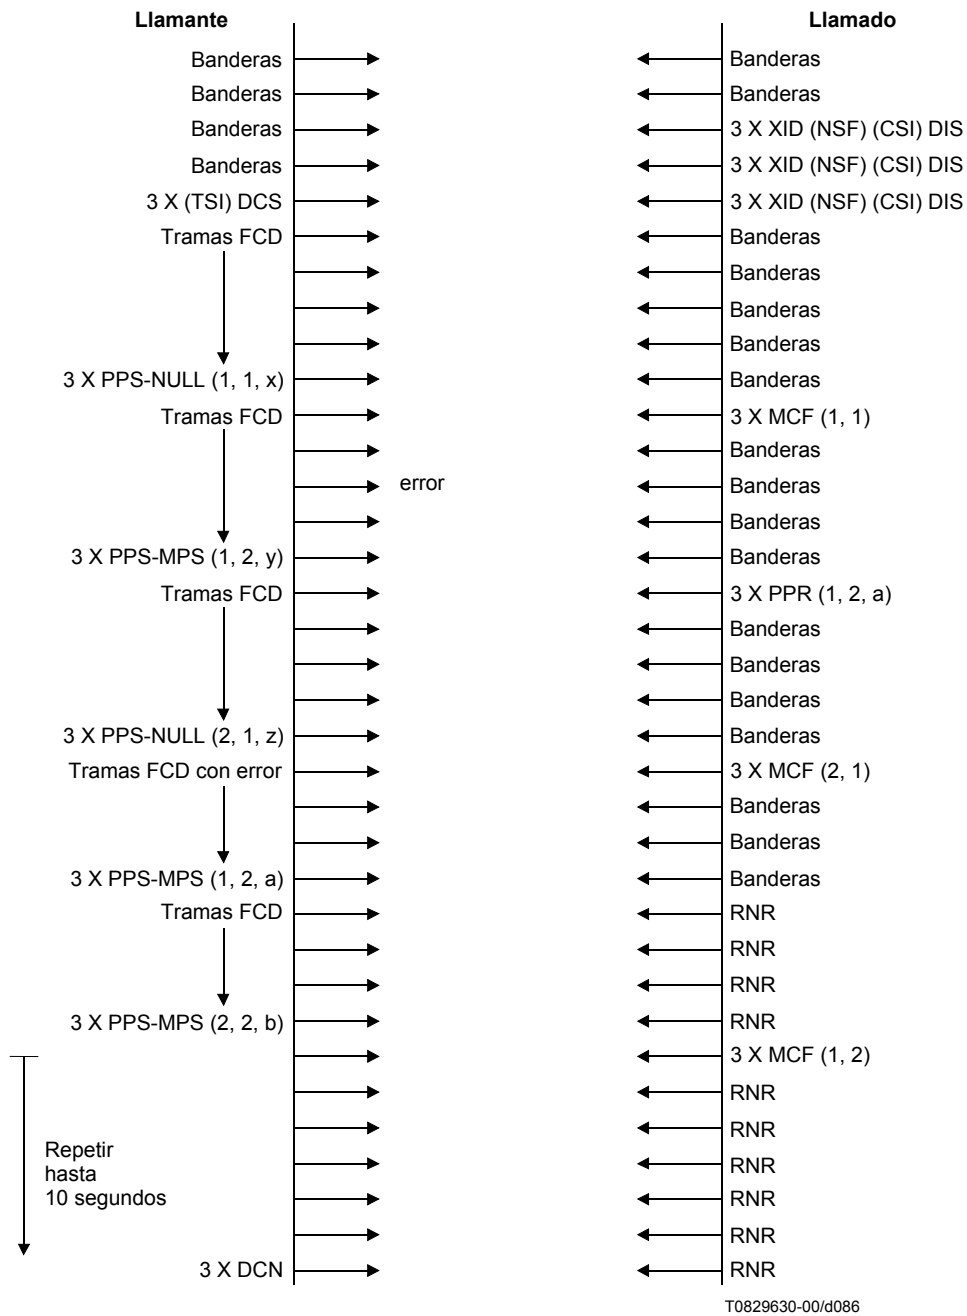 Llamante Llamado
Banderas Banderas
Banderas Banderas
Banderas 3 X XID (NSF) (CSI) DIS
Banderas 3 X XID (NSF) (CSI) DIS
3 X (TSI) DCS 3 X XID (NSF) (CSI) DIS
Tramas FCD Banderas
Banderas
Banderas
Banderas
3 X PPS-NULL (1, 1, x) Banderas
Tramas FCD 3 X MCF (1, 1)
Banderas
error Banderas
Banderas
3 X PPS-MPS (1, 2, y) Banderas
Tramas FCD 3 X PPR (1, 2, a)
Banderas
Banderas
Banderas
3 X PPS-NULL (2, 1, z) Banderas
Tramas FCD con error 3 X MCF (2, 1)
Banderas
Banderas
3 X PPS-MPS (1, 2, a) Banderas
Tramas FCD RNR
RNR
RNR
3 X PPS-MPS (2, 2, b) RNR
3 X MCF (1, 2)
RNR
RNR
Repetir
hasta
10 segundos
RNR
RNR
RNR
3 X DCN RNR
T0829630-00/d086